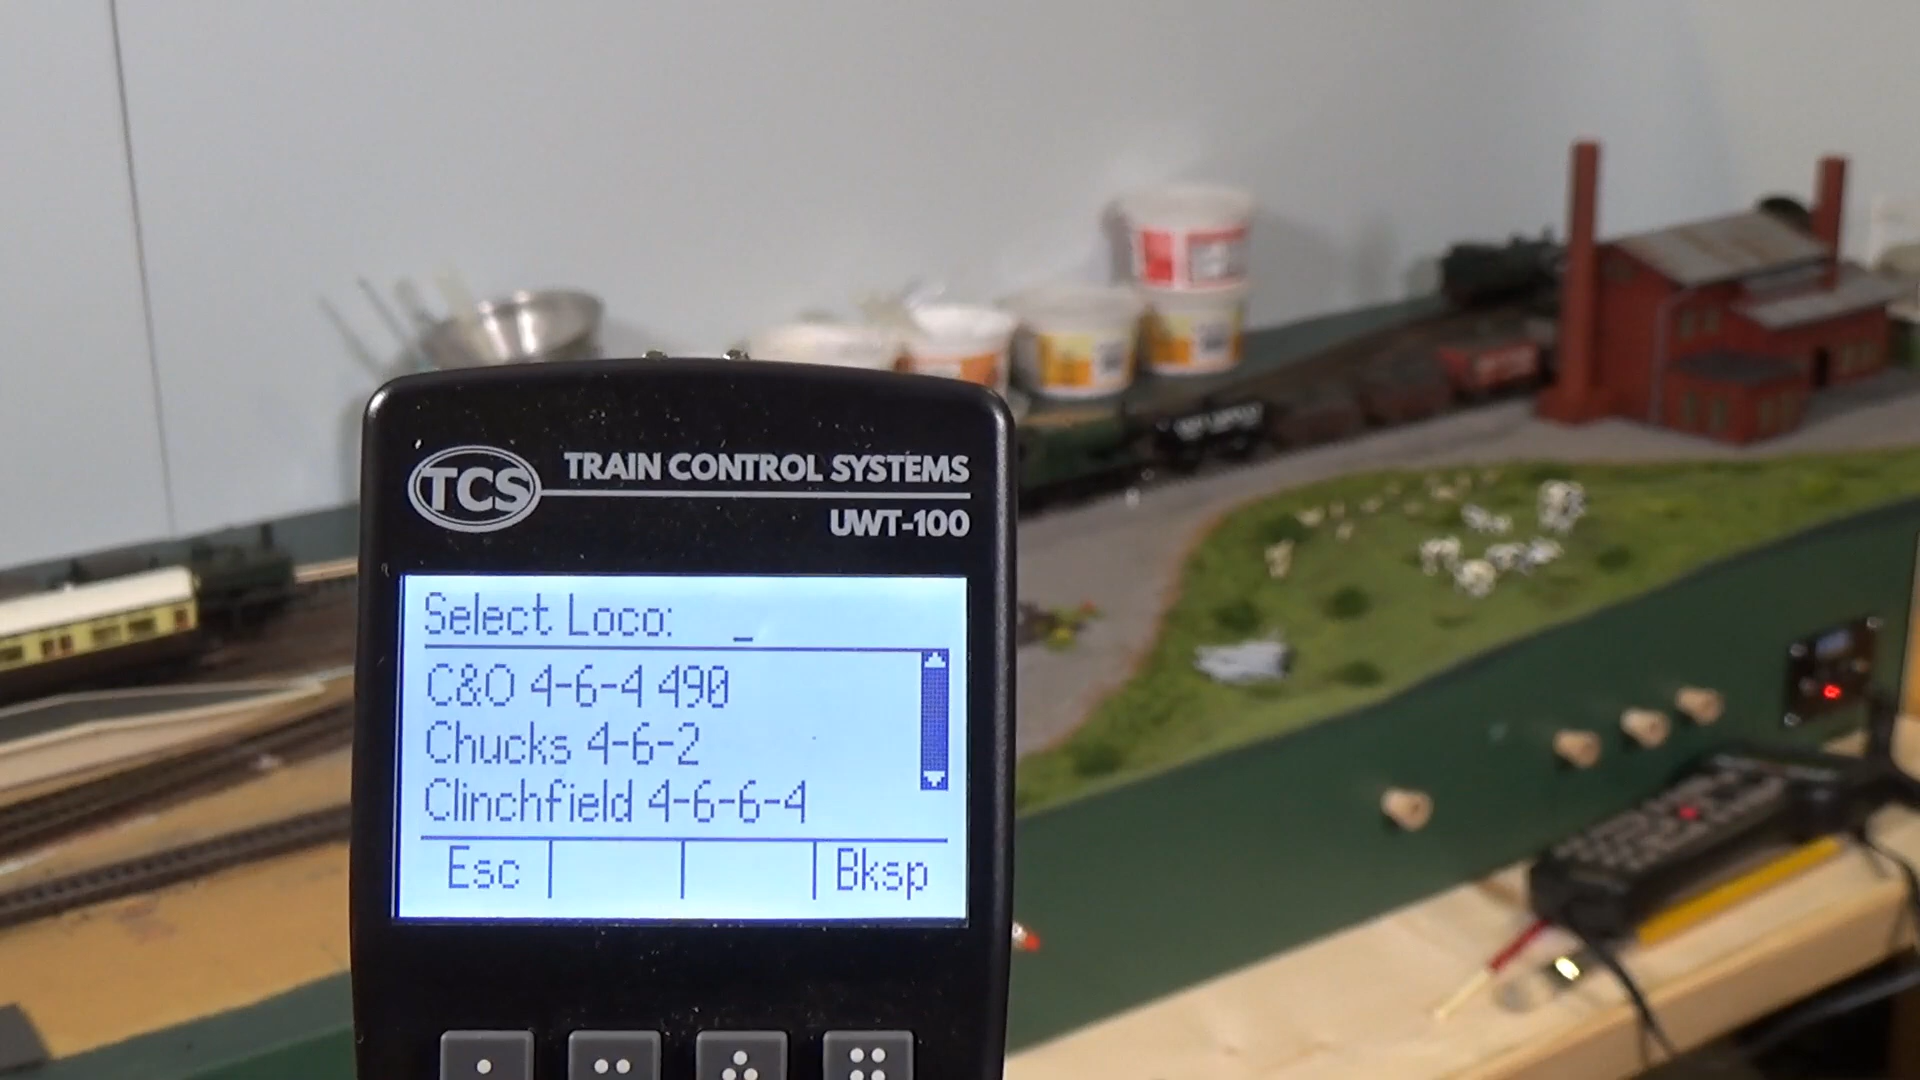 TCS TRAIN CONTROL SYSTEMS
UWT-100
Select Loco: _
C&O 4-6-4 490
Chucks 4-6-2
Clinchfield 4-6-6-4
Esc Bksp